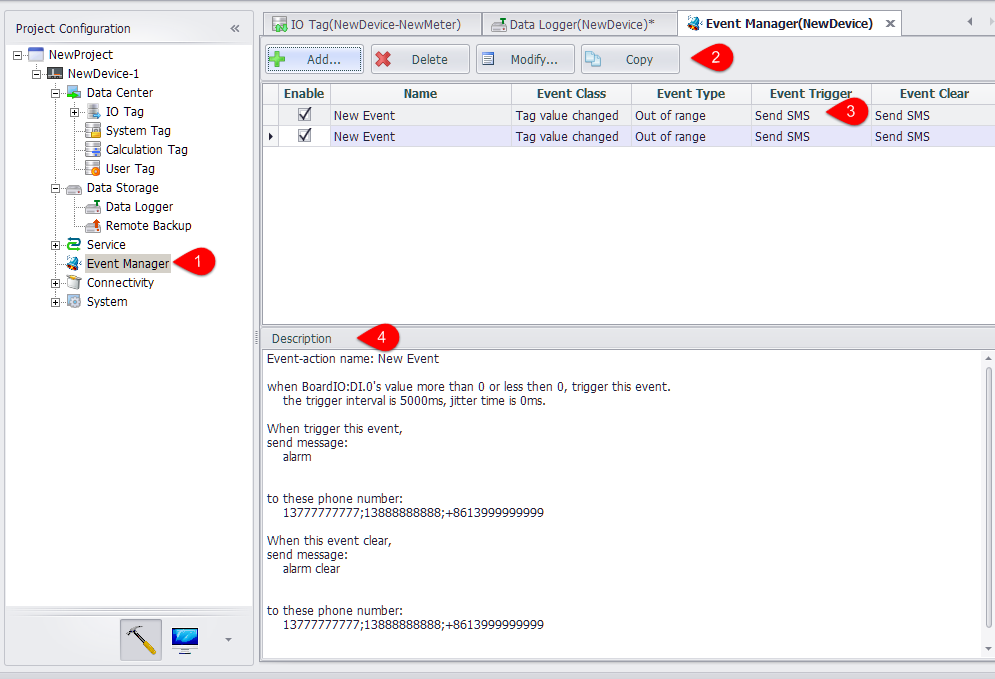 Project Configuration
NewProject
NewDevice-1
Data Center
IO Tag
System Tag
Calculation Tag
User Tag
Data Storage
Data Logger
Remote Backup
Service
Event Manager
1
Connectivity
System
IO Tag(NewDevice-NewMeter) Data Logger(NewDevice)* Event Manager(NewDevice)
Add... Delete Modify... Copy
2
Enable Name Event Class Event Type Event Trigger Event Clear
New Event Tag value changed Out of range Send SMS Send SMS
3
New Event Tag value changed Out of range Send SMS Send SMS
Description
4
Event-action name: New Event
when BoardIO:DI.0's value more than 0 or less then 0, trigger this event.
the trigger interval is 5000ms, jitter time is 0ms.
When trigger this event,
send message:
alarm
to these phone number:
13777777777;13888888888;+8613999999999
When this event clear,
send message:
alarm clear
to these phone number:
13777777777;13888888888;+8613999999999